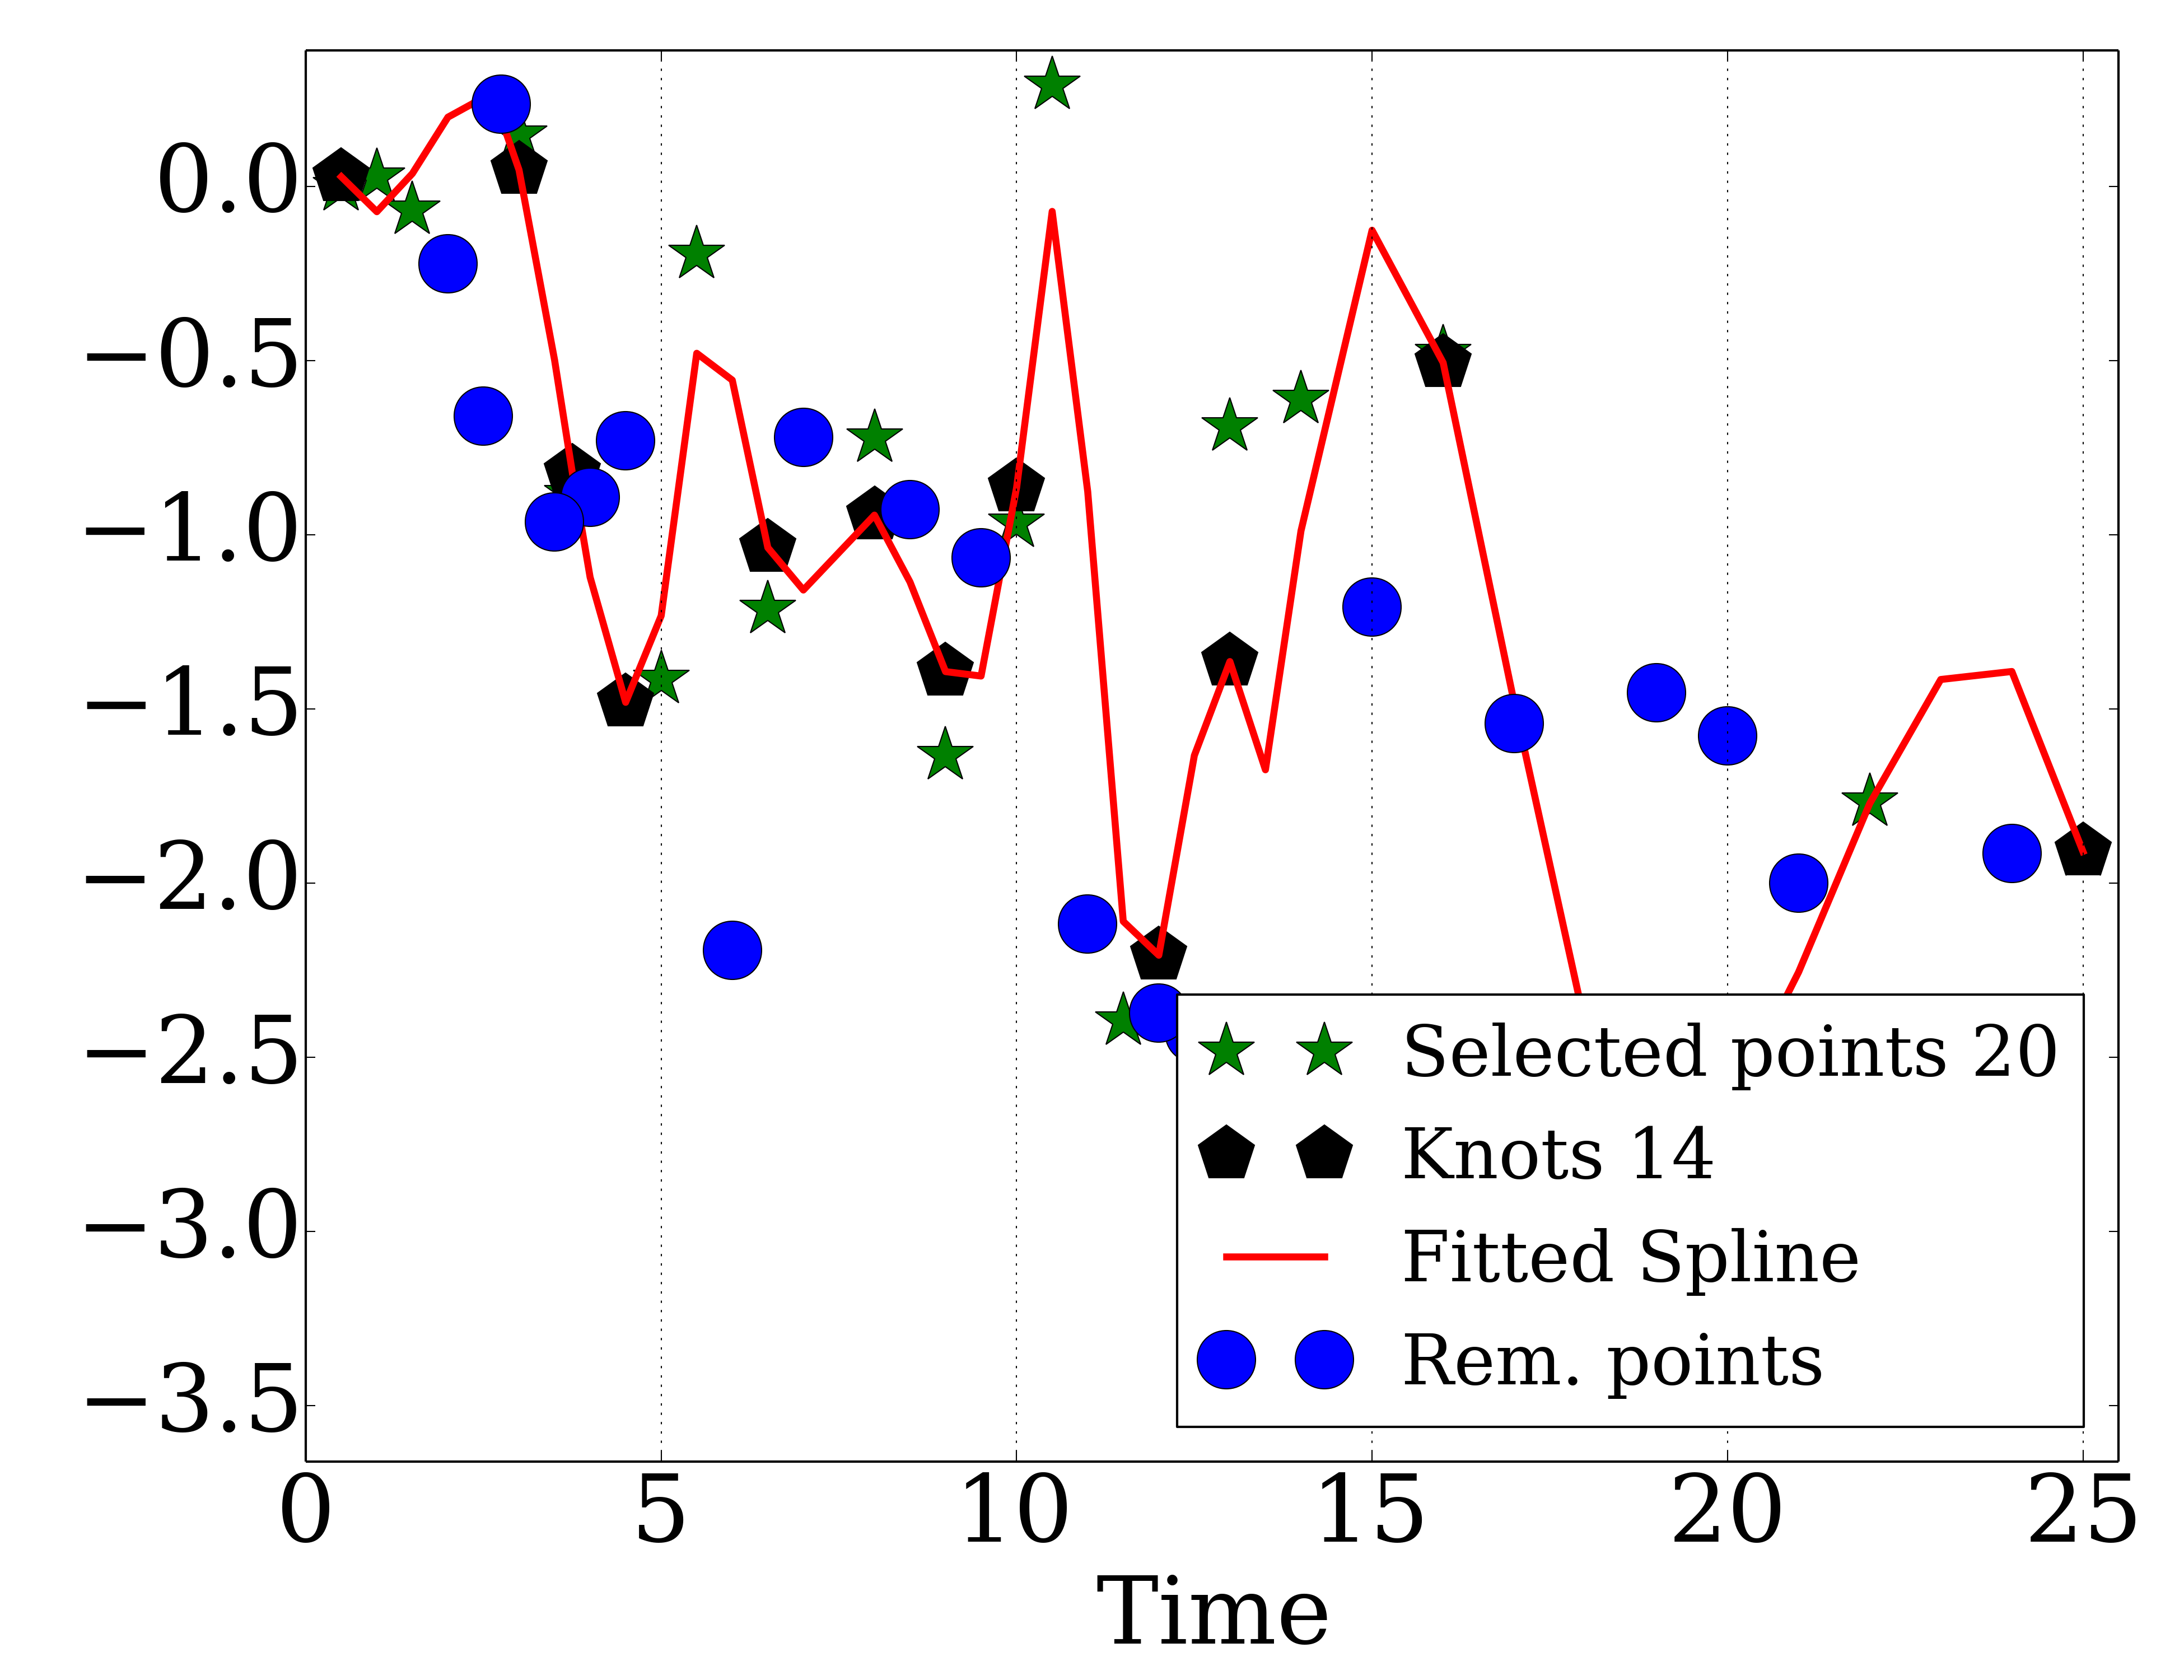 0.0
−0.5
−1.0
−1.5
−2.0
−2.5
−3.0
−3.5
Selected points 20
Knots 14
Fitted Spline
Rem. points
0 5 10 15 20 25
Time